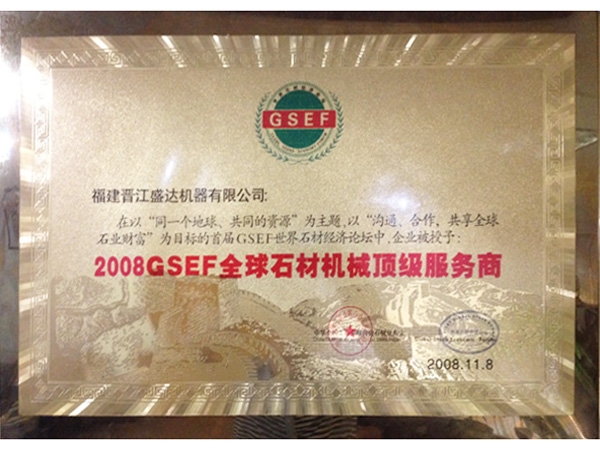 GSEF
福建晋江盛达机器有限公司:
在以“同一个地球、共同的资源”为主题,以“沟通、合作,共享全球
石业财富”为目标的首届GSEF世界石材经济论坛中,企业被授予:
2008GSEF全球石材机械顶级服务商
2008.11.8